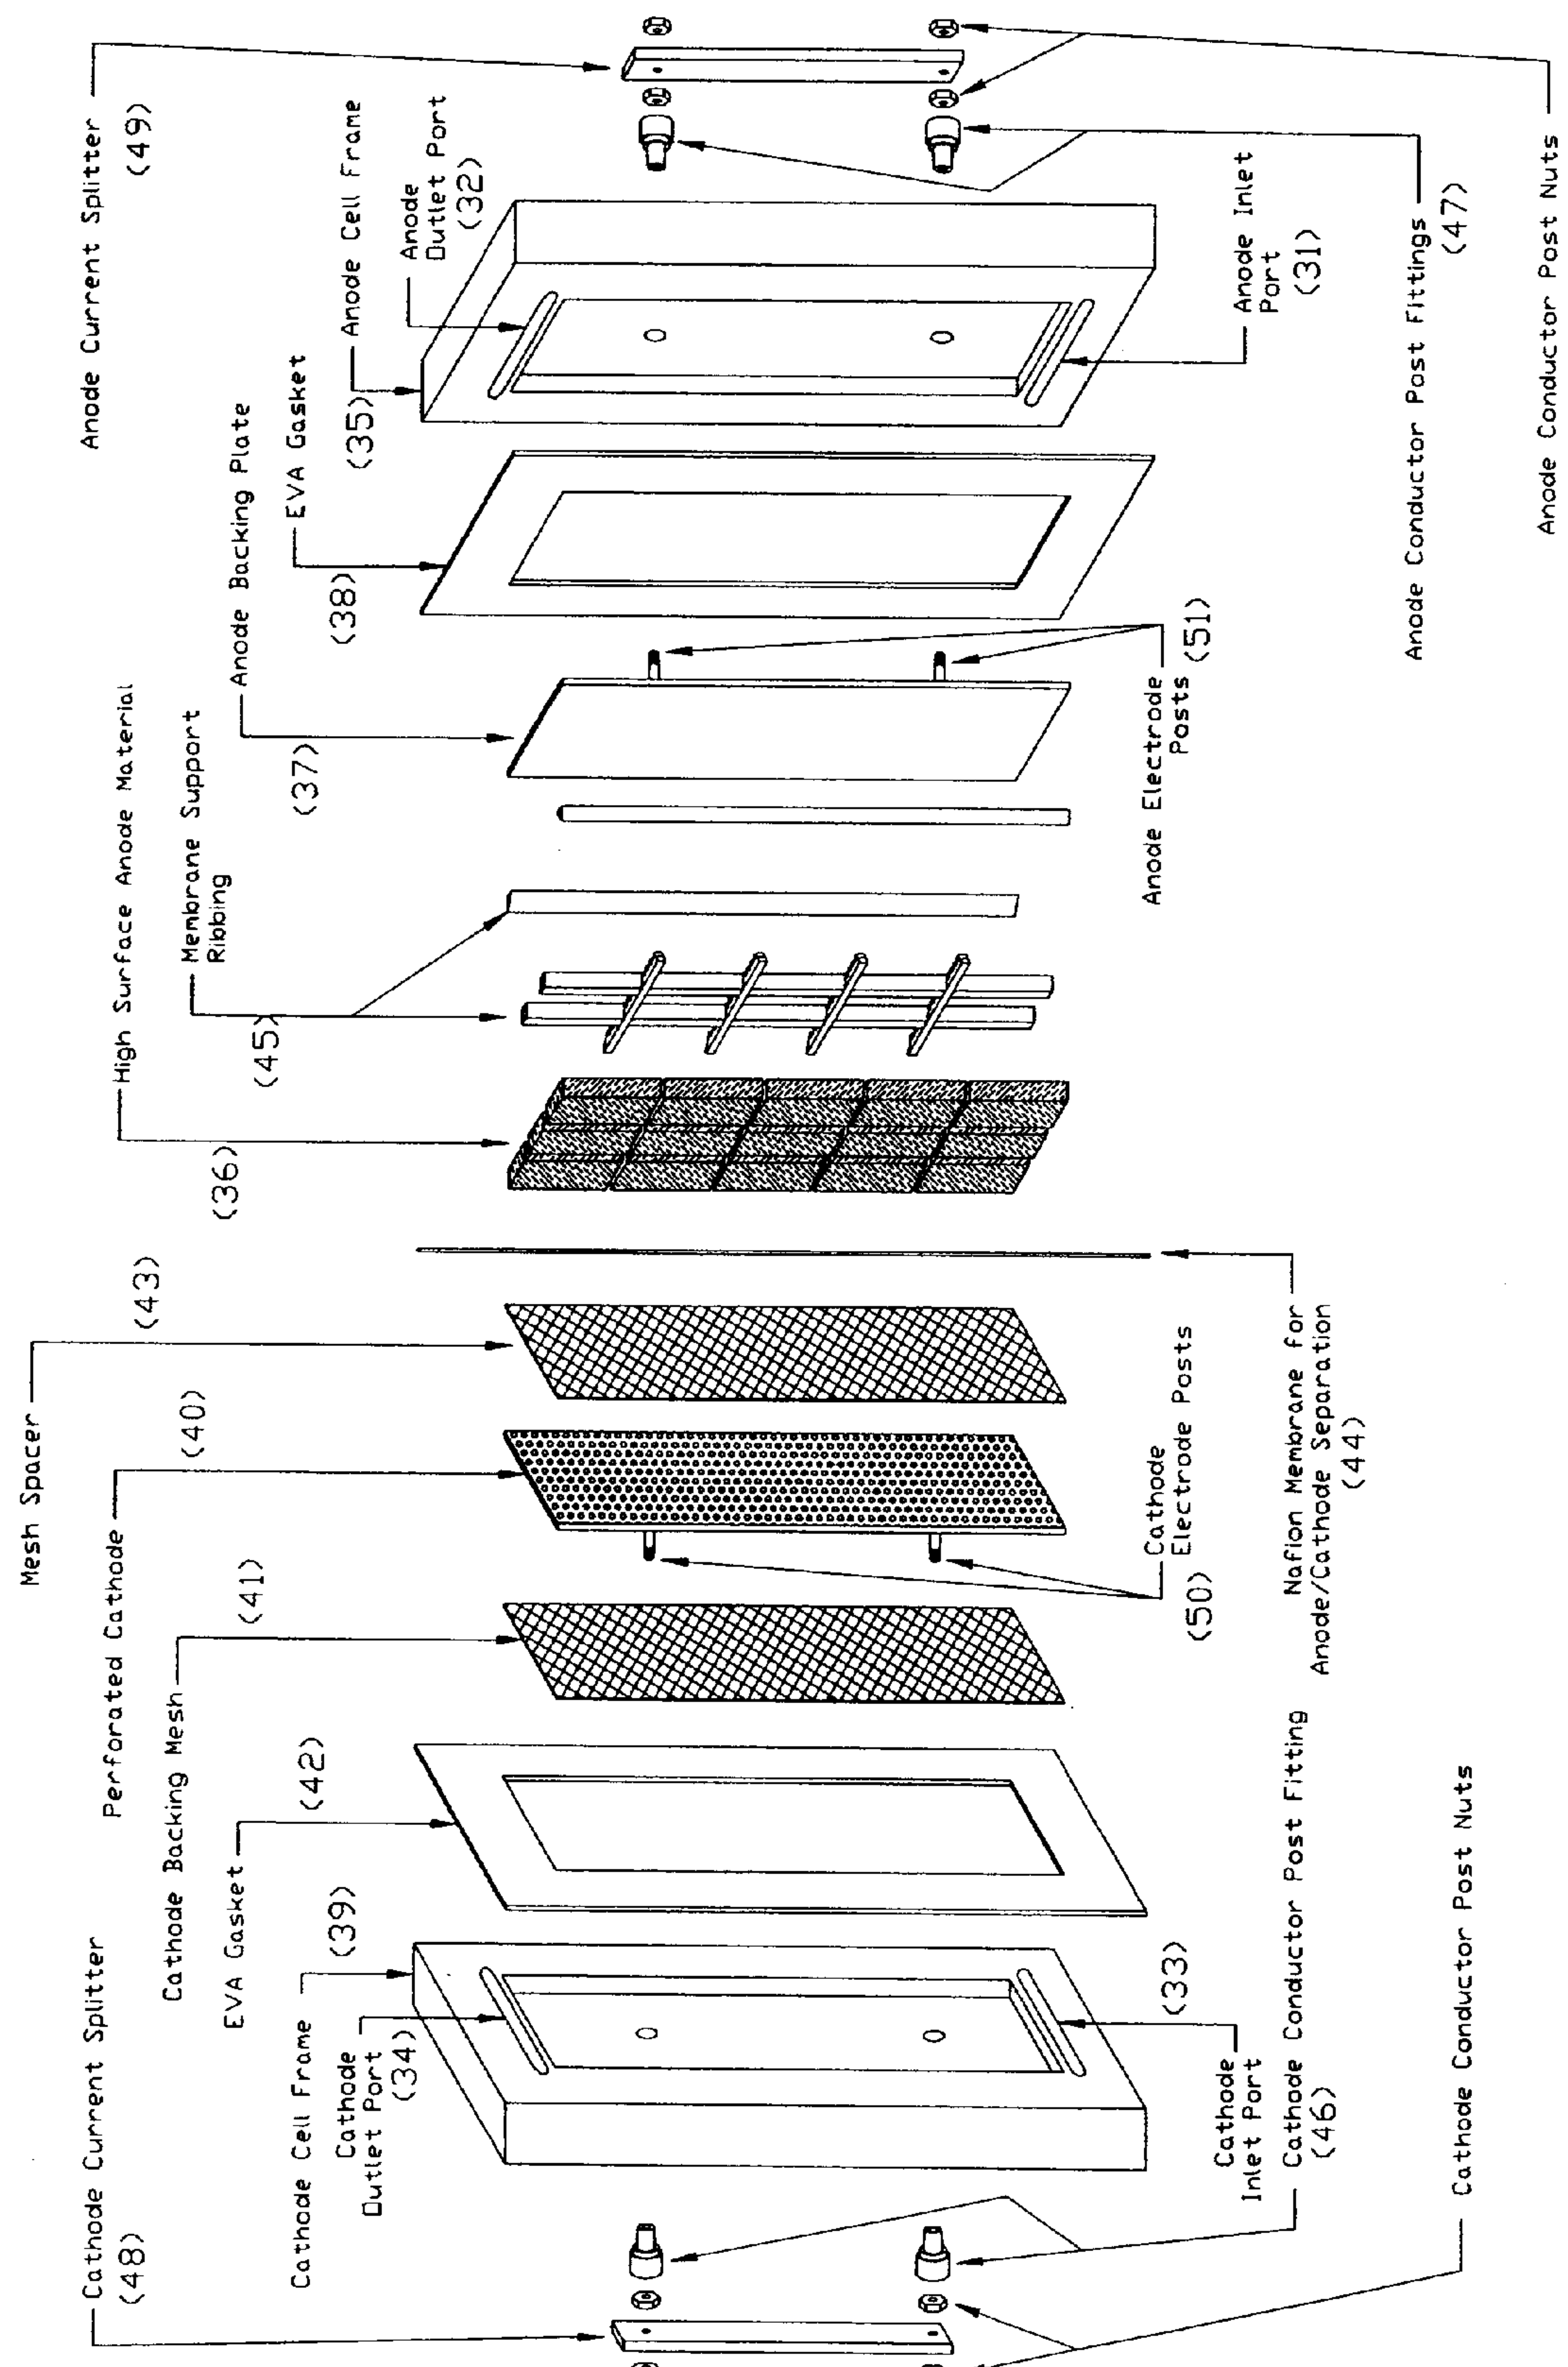 Cathode Current Splitter
(48)
Cathode Cell Frame
(39)
Cathode
Outlet Port
(34)
EVA Gasket
(42)
Cathode Backing Mesh
(41)
Perforated Cathode
(40)
Mesh Spacer
(43)
High Surface Anode Material
(36)
Membrane Support
Ribbing
(45)
Anode Backing Plate
(37)
EVA Gasket
(38)
Anode Cell Frame
(35)
Anode
Outlet Port
(32)
Anode Current Splitter
(49)
Cathode
Inlet Port
(33)
Cathode Conductor Post Fitting
(46)
Cathode Conductor Post Nuts
Cathode
Electrode Posts
(50)
Nafion Membrane for
Anode/Cathode Separation
(44)
Anode Electrode
Posts (51)
Anode Inlet
Port
(31)
Anode Conductor Post Fittings
(47)
Anode Conductor Post Nuts